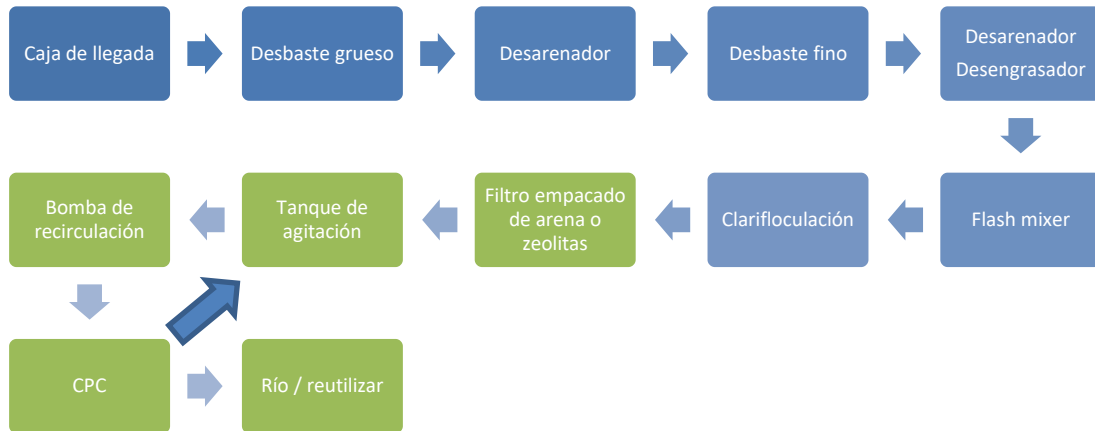 Caja de llegada
Desbaste grueso
Desarenador
Desbaste fino
Desarenador
Desengrasador
Flash mixer
Clarifloculación
Filtro empacado
de arena o
zeolitas
Tanque de
agitación
Bomba de
recirculación
CPC
Río / reutilizar